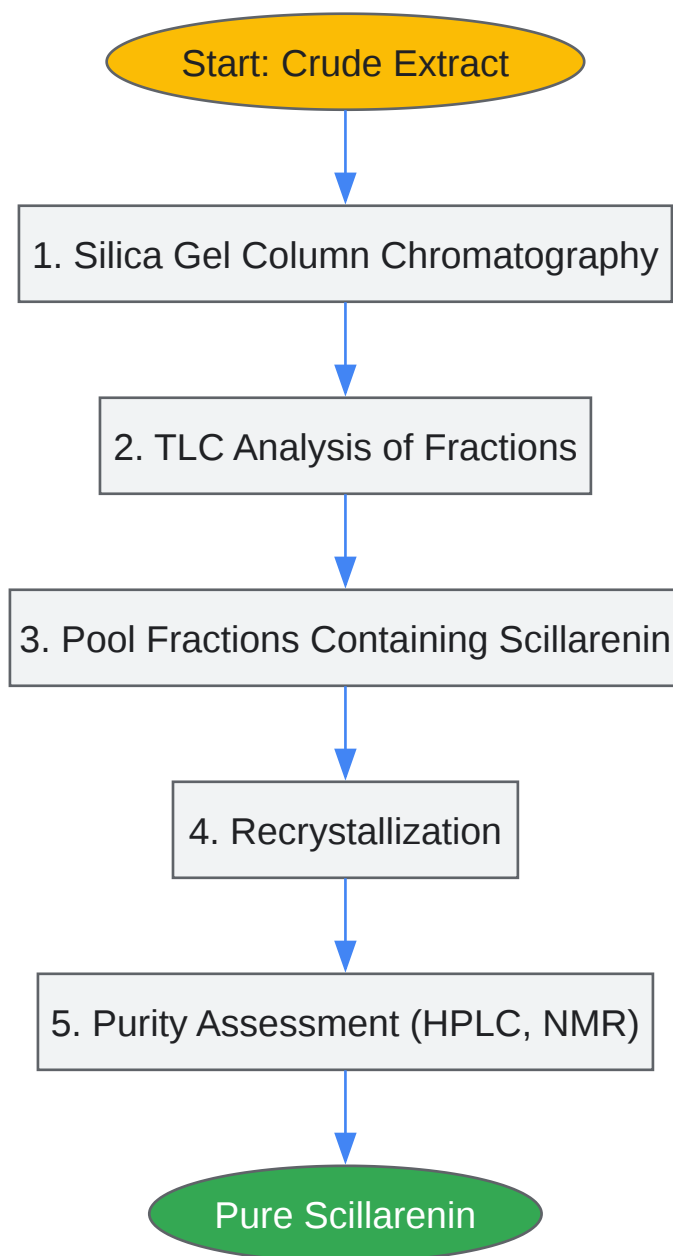 Start: Crude Extract
1. Silica Gel Column Chromatography
2. TLC Analysis of Fractions
3. Pool Fractions Containing Scillarenin
4. Recrystallization
5. Purity Assessment (HPLC, NMR)
Pure Scillarenin